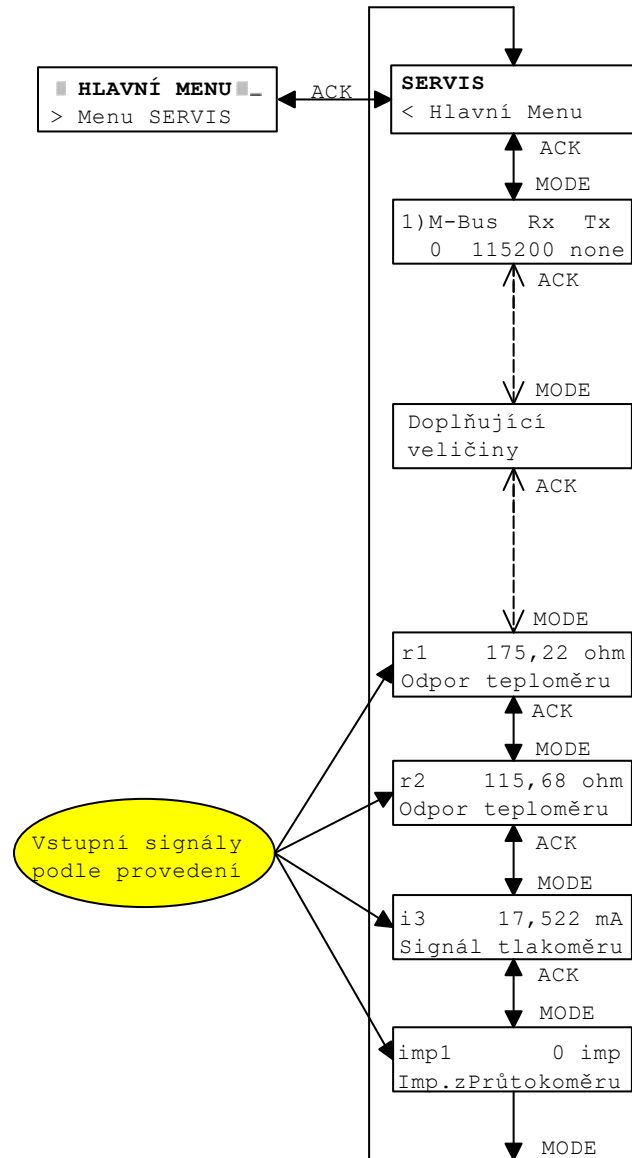 HLAVNÍ MENU _
> Menu SERVIS
ACK
SERVIS
< Hlavní Menu
ACK
MODE
1)M-Bus Rx Tx
0 115200 none
ACK
MODE
Doplňující
veličiny
ACK
MODE
r1 175,22 ohm
Odpor teploměru
ACK
MODE
r2 115,68 ohm
Odpor teploměru
Vstupní signály
podle provedení
ACK
MODE
i3 17,522 mA
Signál tlakoměru
ACK
MODE
imp1 0 imp
Imp.zPrůtokoměru
MODE